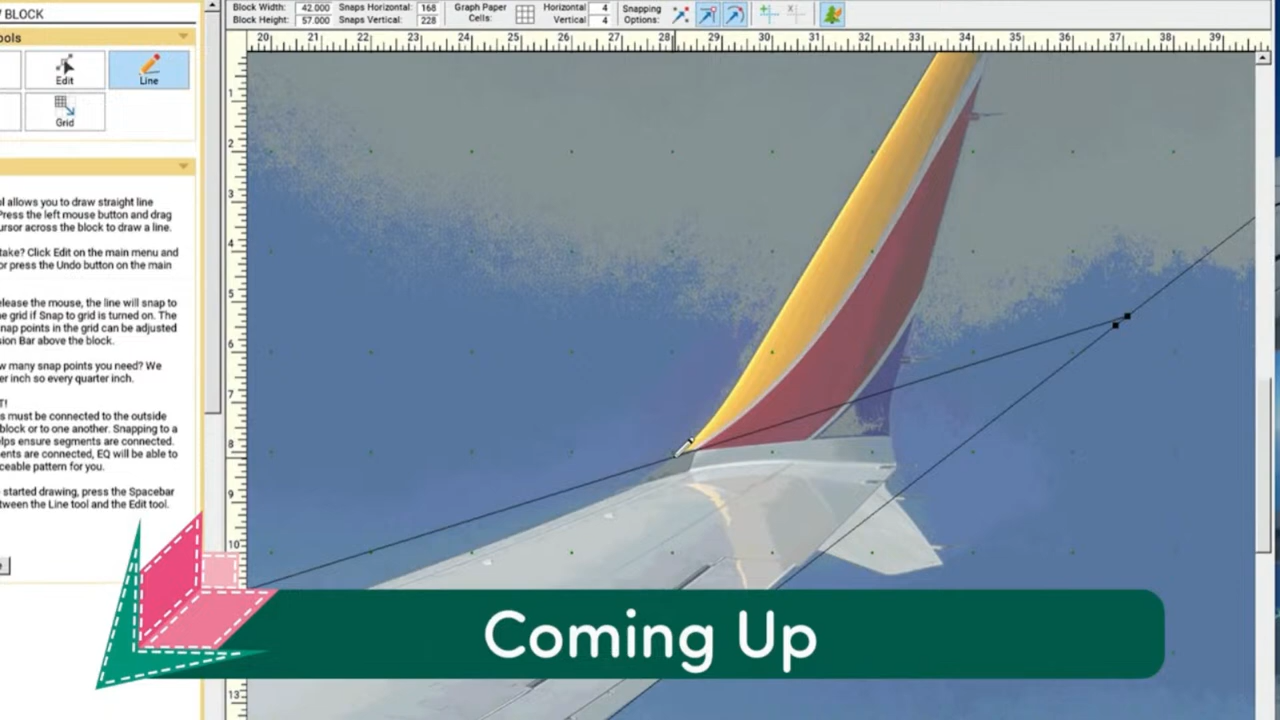 BLOCK
Block Width: 42.000 Snaps Horizontal: 168 Graph Paper Cells: Horizontal 4 Snapping Options:
Block Height: 57.000 Snaps Vertical: 228 Vertical 4
ools
20 21 22 23 24 25 26 27 28 29 30 31 32 33 34 35 36 37 38 39
Edit Line
Grid
1
2
3
4
5
6
7
8
9
10
13
ol allows you to draw straight line
Press the left mouse button and drag
ursor across the block to draw a line.
take? Click Edit on the main menu and
or press the Undo button on the main
elease the mouse, the line will snap to
e grid if Snap to grid is turned on. The
nap points in the grid can be adjusted
sion Bar above the block.
w many snap points you need? We
er inch so every quarter inch.
T!
s must be connected to the outside
block or to one another. Snapping to a
elps ensure segments are connected.
ents are connected, EQ will be able to
ceable pattern for you.
started drawing, press the Spacebar
tween the Line tool and the Edit tool.
Coming Up